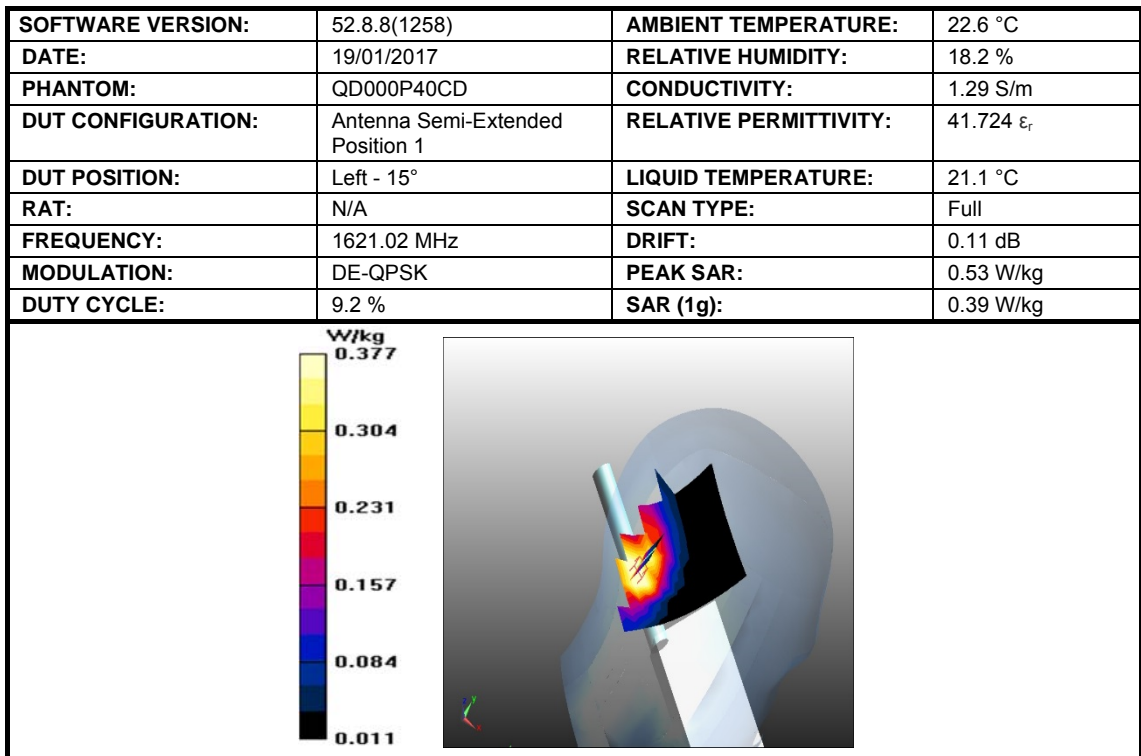 SOFTWARE VERSION: 52.8.8(1258) AMBIENT TEMPERATURE: 22.6 °C
DATE: 19/01/2017 RELATIVE HUMIDITY: 18.2 %
PHANTOM: QD000P40CD CONDUCTIVITY: 1.29 S/m
DUT CONFIGURATION: Antenna Semi-Extended RELATIVE PERMITTIVITY: 41.724 εr
Position 1
DUT POSITION: Left - 15° LIQUID TEMPERATURE: 21.1 °C
RAT: N/A SCAN TYPE: Full
FREQUENCY: 1621.02 MHz DRIFT: 0.11 dB
MODULATION: DE-QPSK PEAK SAR: 0.53 W/kg
DUTY CYCLE: 9.2 % SAR (1g): 0.39 W/kg
W/kg
0.377
0.304
0.231
0.157
0.084
0.011
z y
x